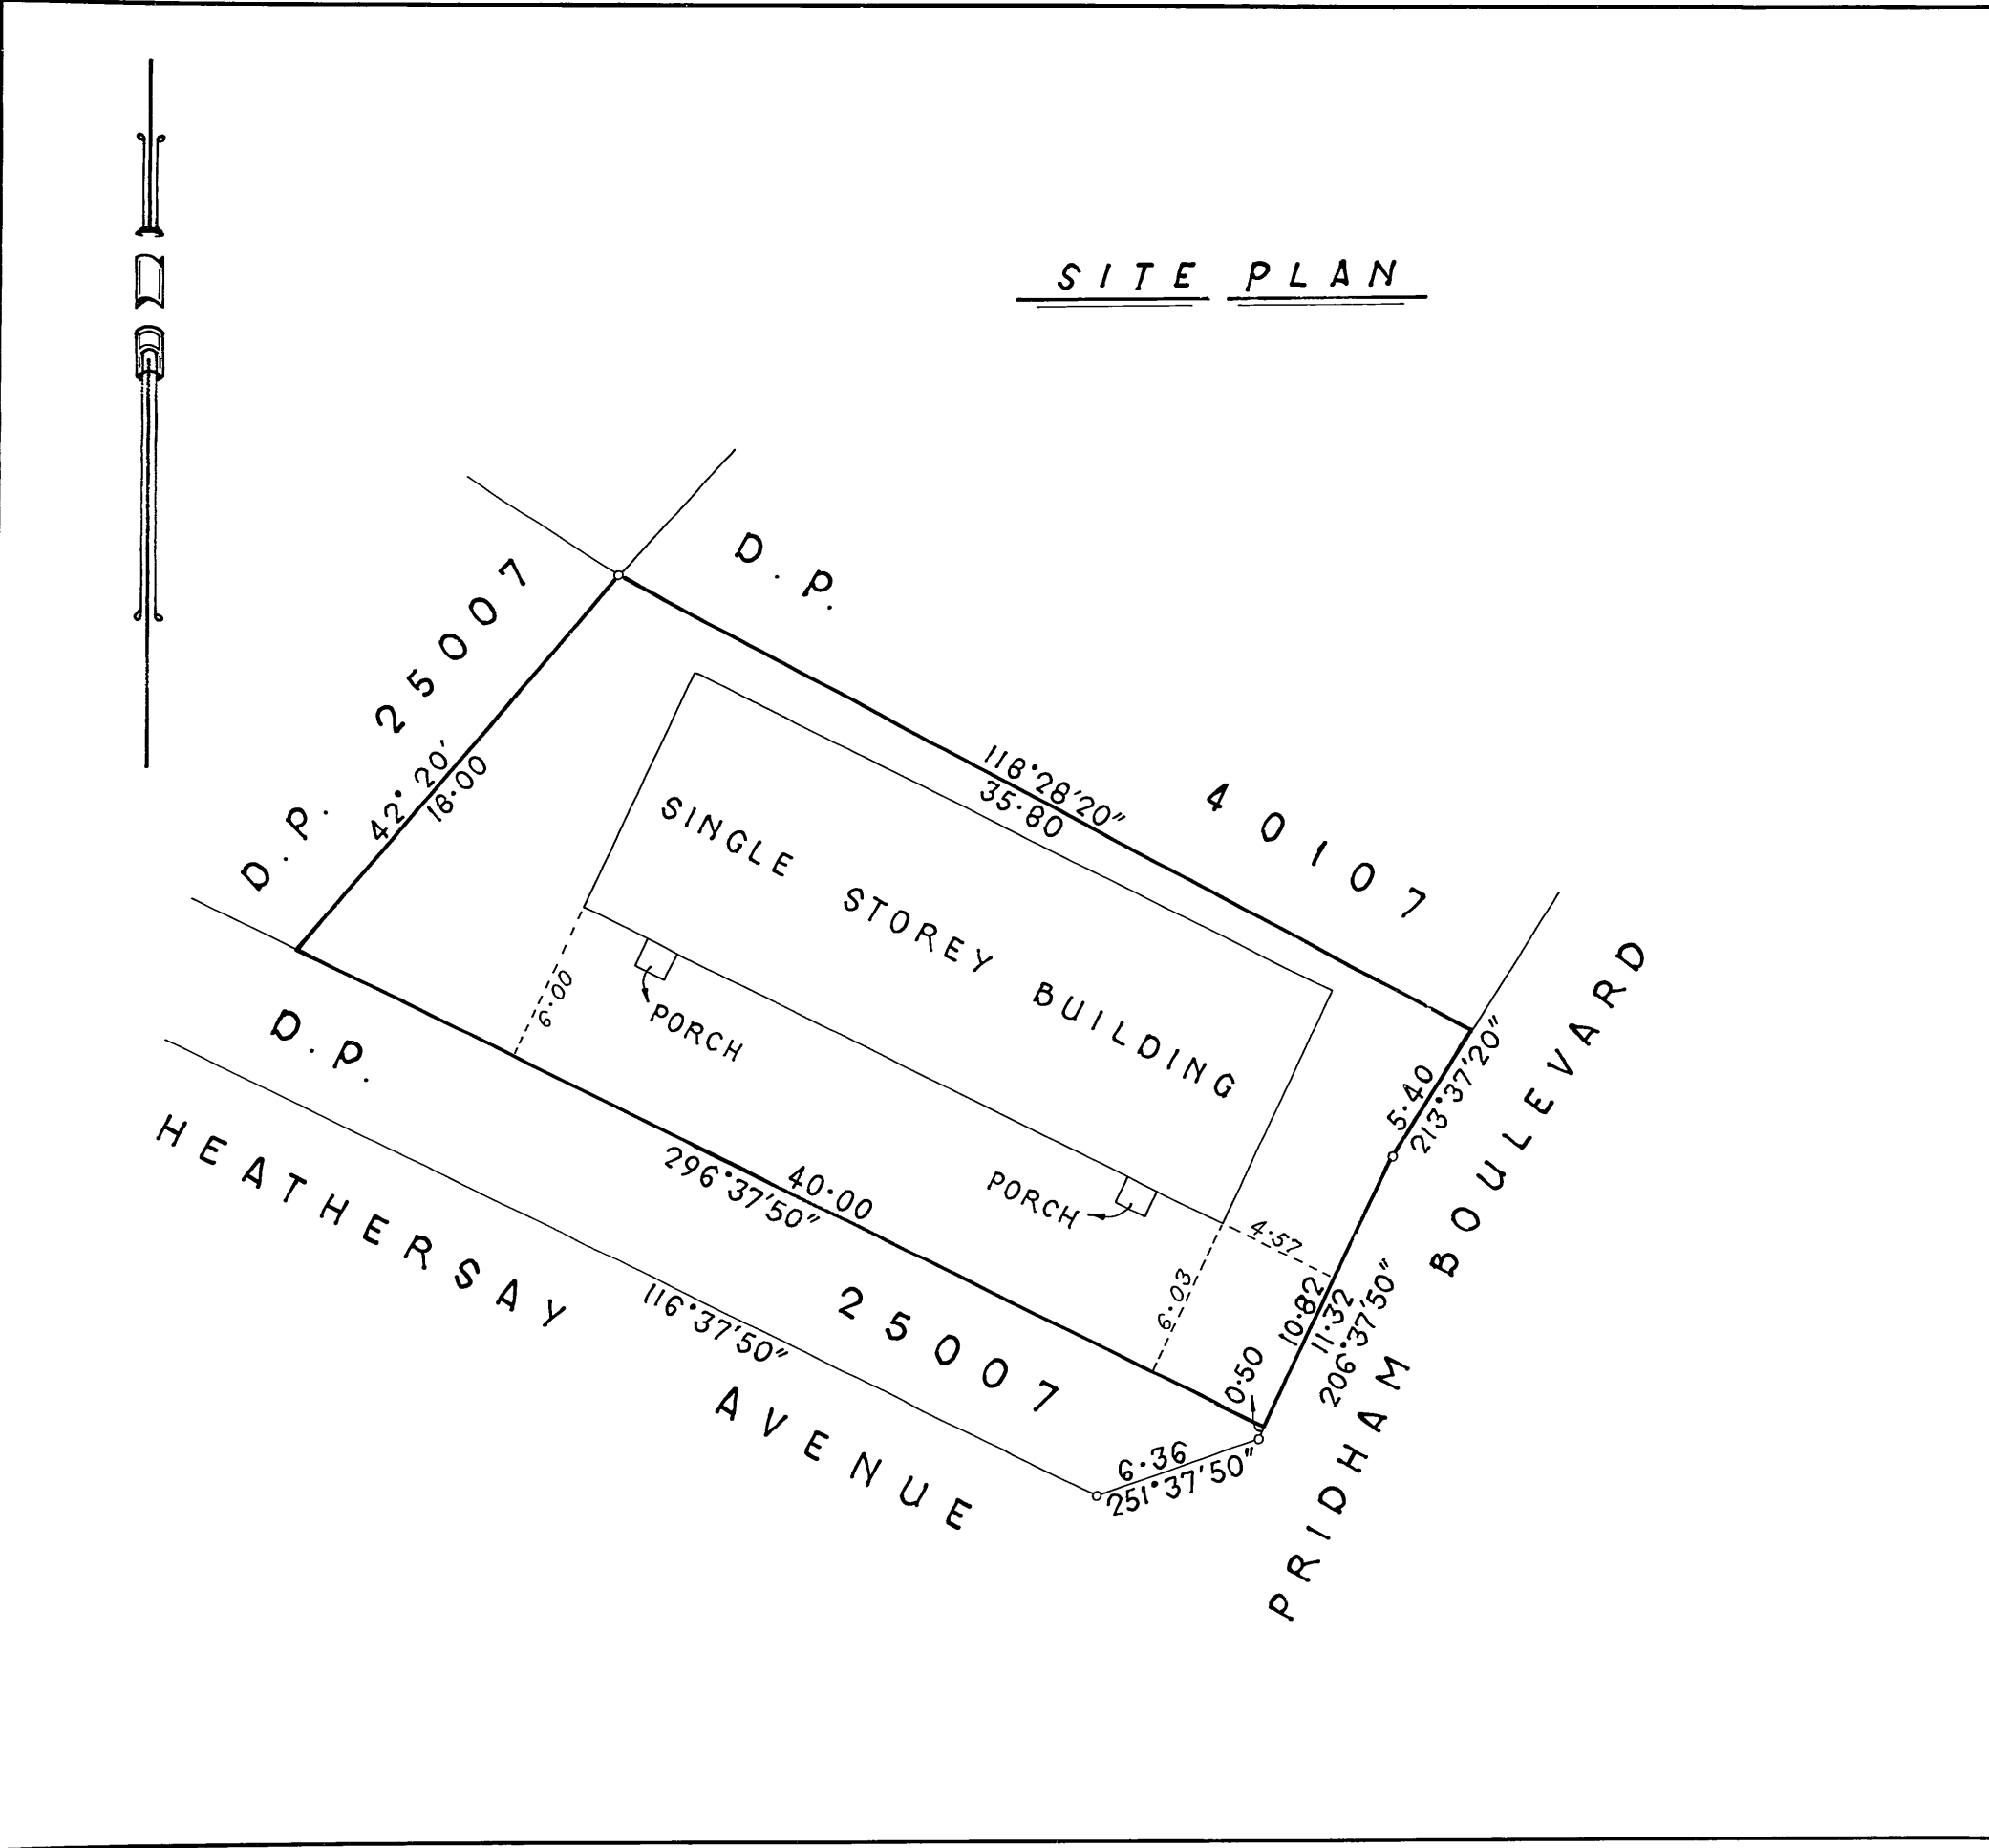 SITE PLAN
D.P. 25007
D.P. 40107
42°20'
18·00
118°28'20"
35·80
SINGLE STOREY BUILDING
6·00
PORCH
PORCH
5·40
213°37'20"
4·57
6·03
10·82
11·32
206°37'50"
0·50
40·00
296°37'50"
D.P. 25007
116°37'50"
6·36
251°37'50"
HEATHERSAY AVENUE
PRIDHAM BOULEVARD